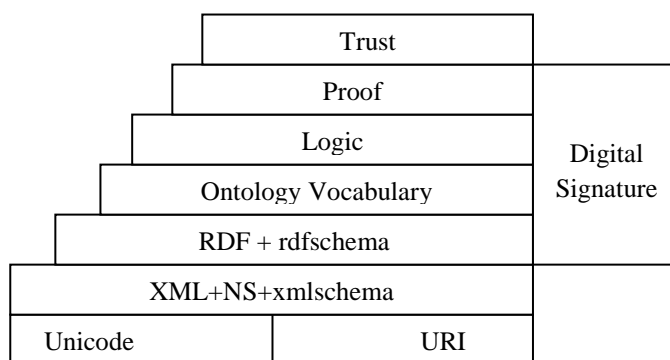 Trust
Proof
Logic
Digital
Signature
Ontology Vocabulary
RDF + rdfschema
XML+NS+xmlschema
Unicode URI